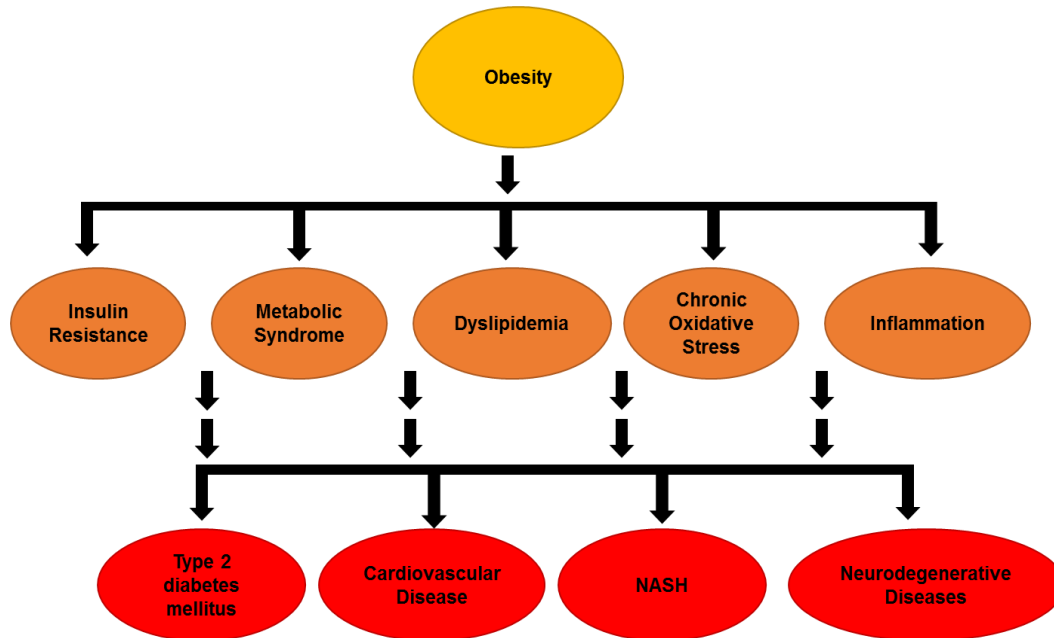 Obesity
Insulin
Resistance
Metabolic
Syndrome
Dyslipidemia
Chronic
Oxidative
Stress
Inflammation
Type 2
diabetes
mellitus
Cardiovascular
Disease
NASH
Neurodegenerative
Diseases